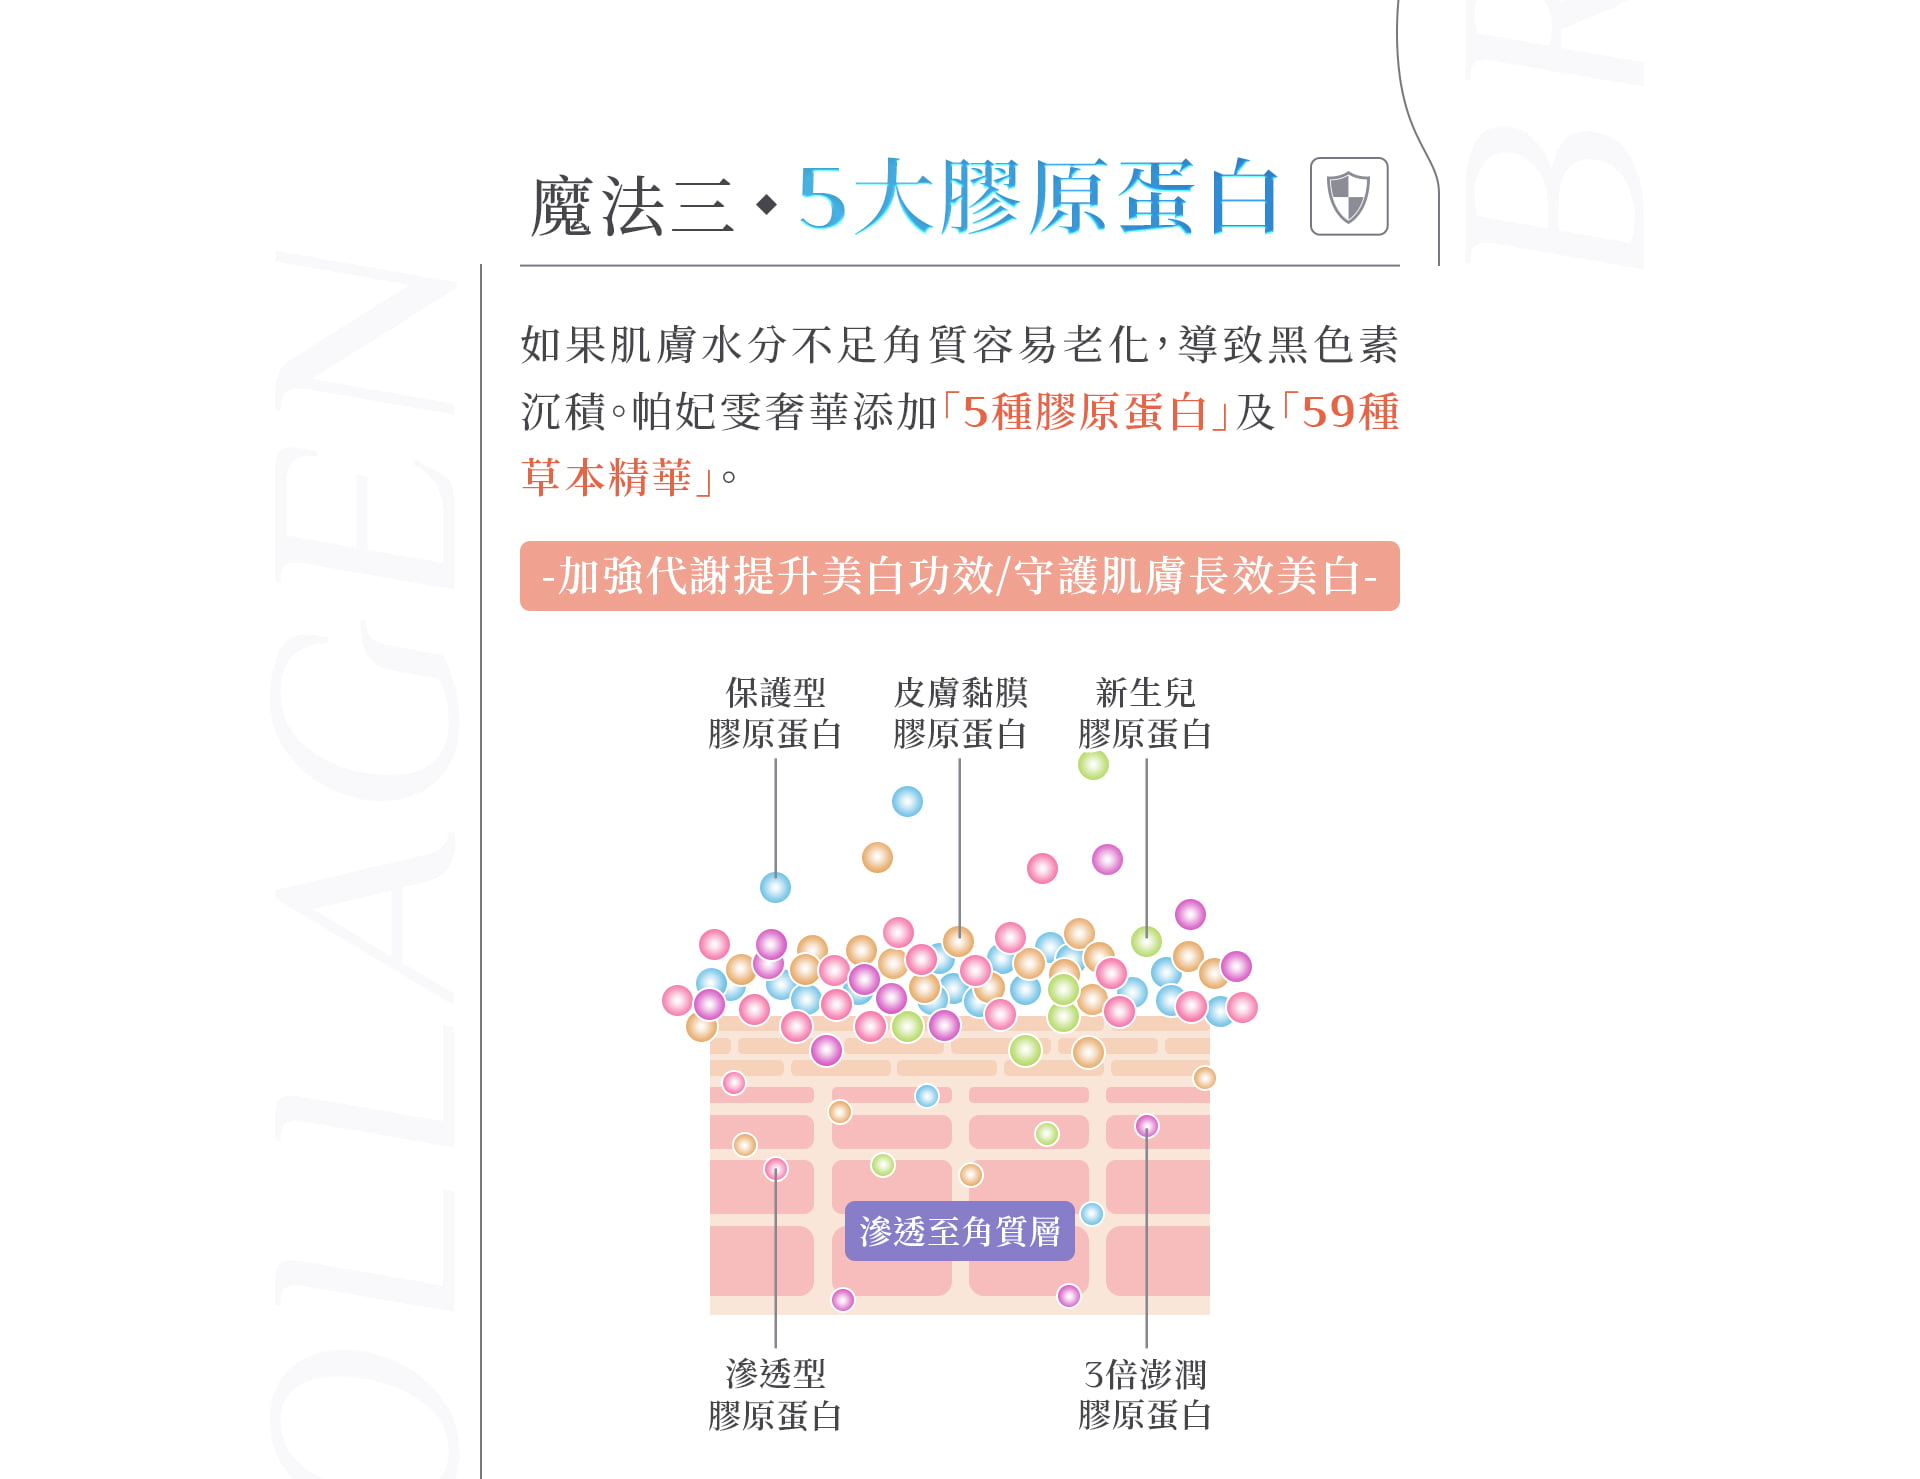 魔法三◆5大膠原蛋白
如果肌膚水分不足角質容易老化,導致黑色素
沉積。帕妃雯奢華添加「5種膠原蛋白」及「59種
草本精華」。
-加強代謝提升美白功效/守護肌膚長效美白-
保護型
膠原蛋白
皮膚黏膜
膠原蛋白
新生兒
膠原蛋白
滲透至角質層
滲透型
膠原蛋白
3倍澎潤
膠原蛋白
OLLAGEN
BR